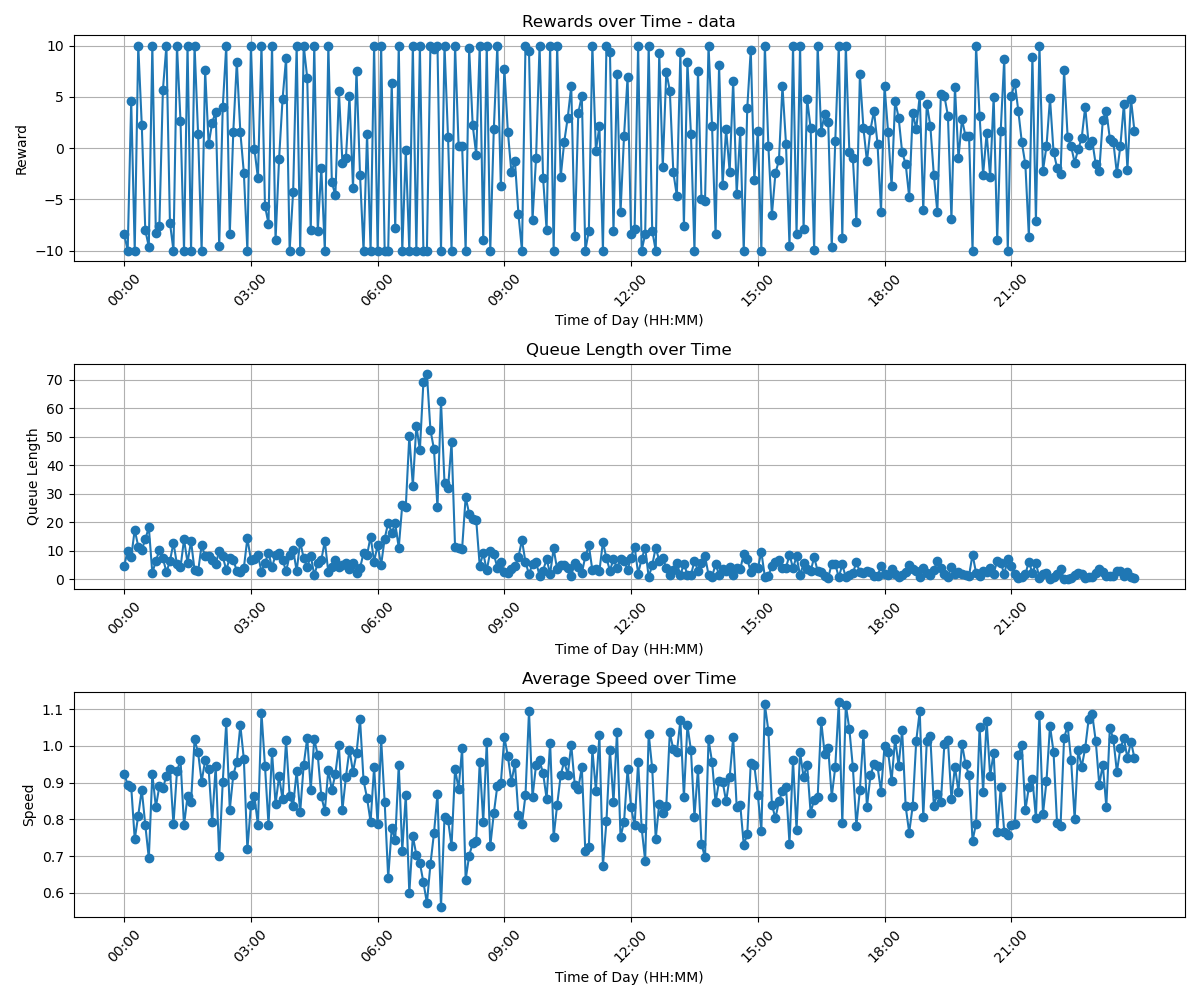 Rewards over Time - data
10
5
0
−5
−10
Reward
00:00 03:00 06:00 09:00 12:00 15:00 18:00 21:00
Time of Day (HH:MM)
Queue Length over Time
70
60
50
40
30
20
10
0
Queue Length
00:00 03:00 06:00 09:00 12:00 15:00 18:00 21:00
Time of Day (HH:MM)
Average Speed over Time
1.1
1.0
0.9
0.8
0.7
0.6
Speed
00:00 03:00 06:00 09:00 12:00 15:00 18:00 21:00
Time of Day (HH:MM)